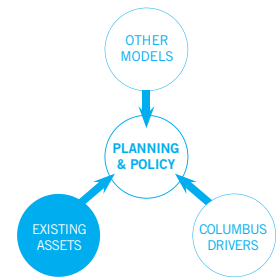 OTHER
MODELS
PLANNING
& POLICY
EXISTING
ASSETS
COLUMBUS
DRIVERS